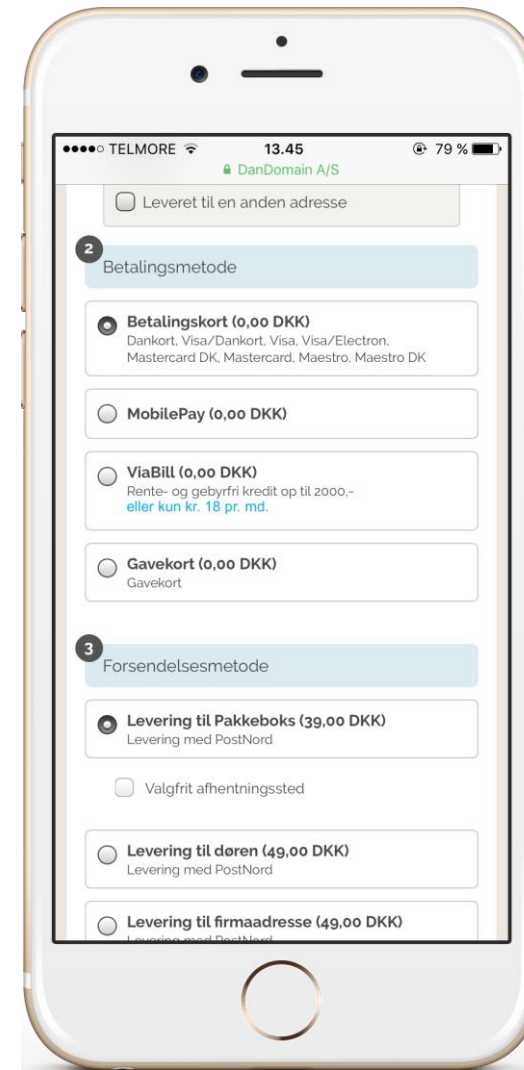 TELMORE 13.45 79 %
DanDomain A/S
Leveret til en anden adresse
2
Betalingsmetode
Betalingskort (0,00 DKK)
Dankort, Visa/Dankort, Visa, Visa/Electron,
Mastercard DK, Mastercard, Maestro, Maestro DK
MobilePay (0,00 DKK)
ViaBill (0,00 DKK)
Rente- og gebyrfri kredit op til 2000,-
eller kun kr. 18 pr. md.
Gavekort (0,00 DKK)
Gavekort
3
Forsendelsesmetode
Levering til Pakkeboks (39,00 DKK)
Levering med PostNord
Valgfrit afhentningssted
Levering til døren (49,00 DKK)
Levering med PostNord
Levering til firmaadresse (49,00 DKK)
Levering med PostNord